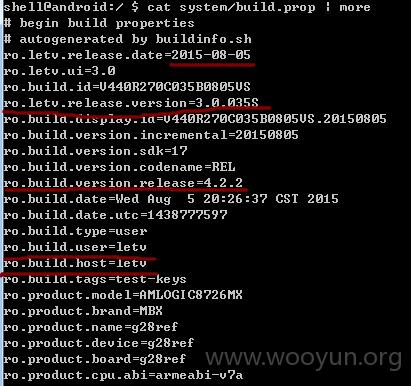 shell@android:/ $ cat system/build.prop | more
# begin build properties
# autogenerated by buildinfo.sh
ro.letv.release.date=2015-08-05
ro.letv.ui=3.0
ro.build.id=V440R270C035B0805VS
ro.letv.release.version=3.0.035S
ro.build.display.id=V440R270C035B0805VS.20150805
ro.build.version.incremental=20150805
ro.build.version.sdk=17
ro.build.version.codename=REL
ro.build.version.release=4.2.2
ro.build.date=Wed Aug  5 20:26:37 CST 2015
ro.build.date.utc=1438777597
ro.build.type=user
ro.build.user=letv
ro.build.host=letv
ro.build.tags=test-keys
ro.product.model=AMLOGIC8726MX
ro.product.brand=MBX
ro.product.name=g28ref
ro.product.device=g28ref
ro.product.board=g28ref
ro.product.cpu.abi=armeabi-v7a
www.wooyun.org